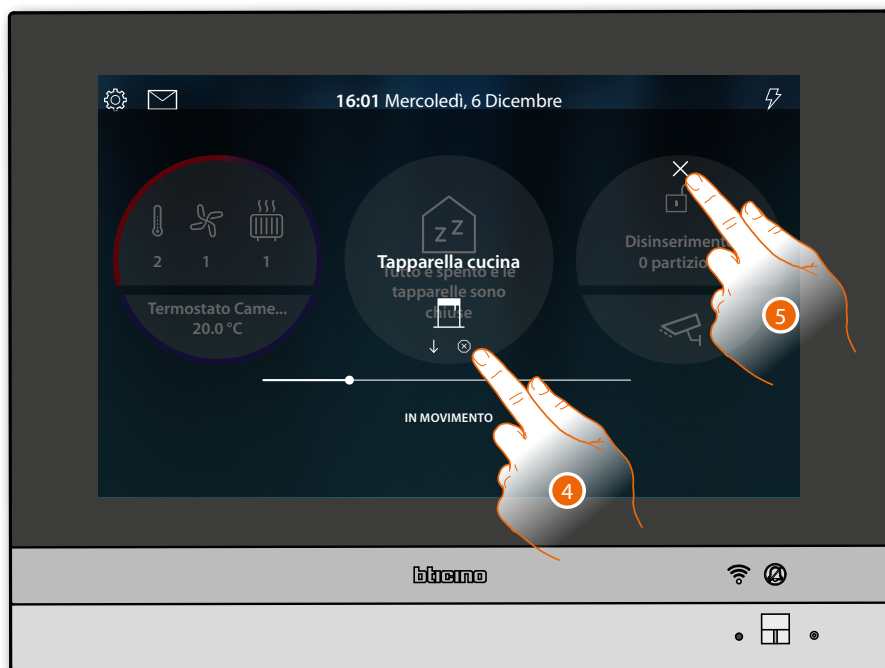 16:01 Mercoledì, 6 Dicembre
2 1 1
Termostato Came...
20.0 °C
z Z
Tapparella cucina
Tutto è spento e le
tapparelle sono
chiuse
IN MOVIMENTO
Disinseriment
0 partizio
5
4
bticino